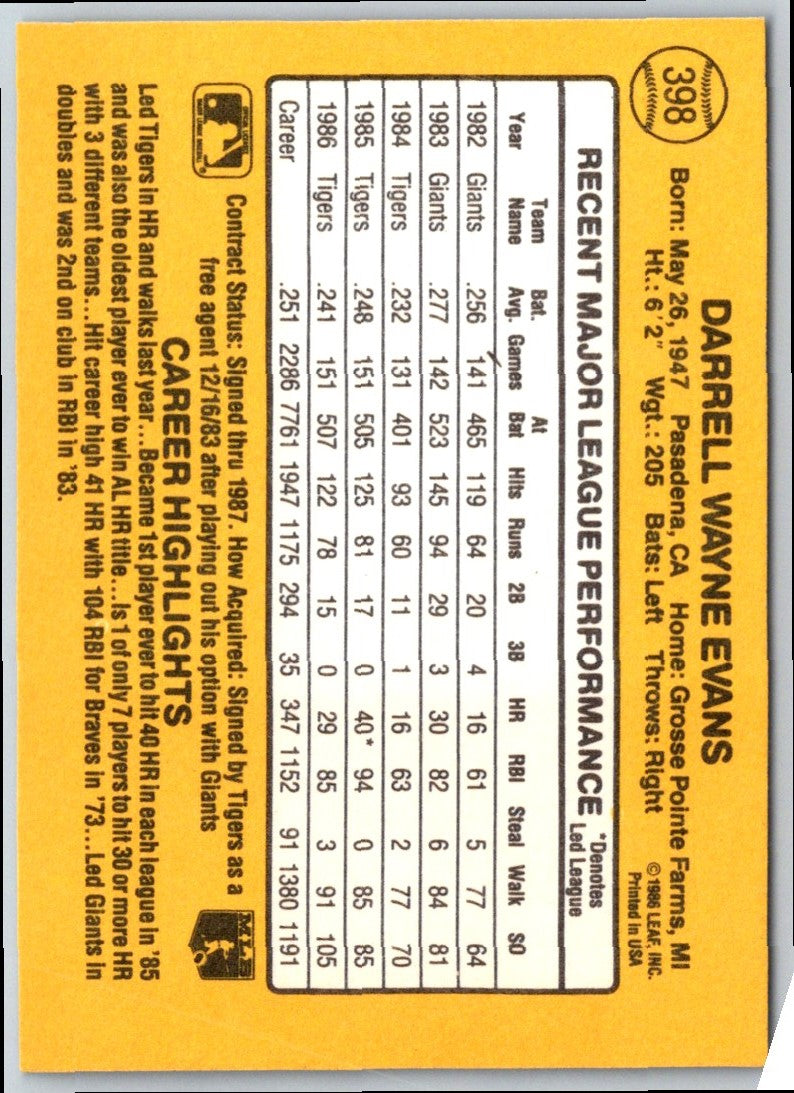 398
DARRELL WAYNE EVANS
Born: May 26, 1947 Pasadena, CA Home: Grosse Pointe Farms, MI
Ht.: 6'2" Wgt.: 205 Bats: Left Throws: Right
©1986 LEAF, INC.
Printed in USA
RECENT MAJOR LEAGUE PERFORMANCE *Denotes Led League
Year Team Name Bat. Avg. Games At Bat Hits Runs 2B 3B HR RBI Steal Walk SO
1982 Giants .256 141 465 119 64 20 4 16 61 5 77 64
1983 Giants .277 142 523 145 94 29 3 30 82 6 84 81
1984 Tigers .232 131 401 93 60 11 1 16 63 2 77 70
1985 Tigers .248 151 505 125 81 17 0 40* 94 0 85 85
1986 Tigers .241 151 507 122 78 15 0 29 85 3 91 105
Career .251 2286 7761 1947 1175 294 35 347 1152 91 1380 1191
Contract Status: Signed thru 1987. How Acquired: Signed by Tigers as a
free agent 12/16/83 after playing out his option with Giants
MLB
CAREER HIGHLIGHTS
Led Tigers in HR and walks last year...Became 1st player ever to hit 40 HR in each league in '85
and was also the oldest player ever to win AL HR title...Is 1 of only 7 players to hit 30 or more HR
with 3 different teams...Hit career high 41 HR with 104 RBI for Braves in '73...Led Giants in
doubles and was 2nd on club in RBI in '83.